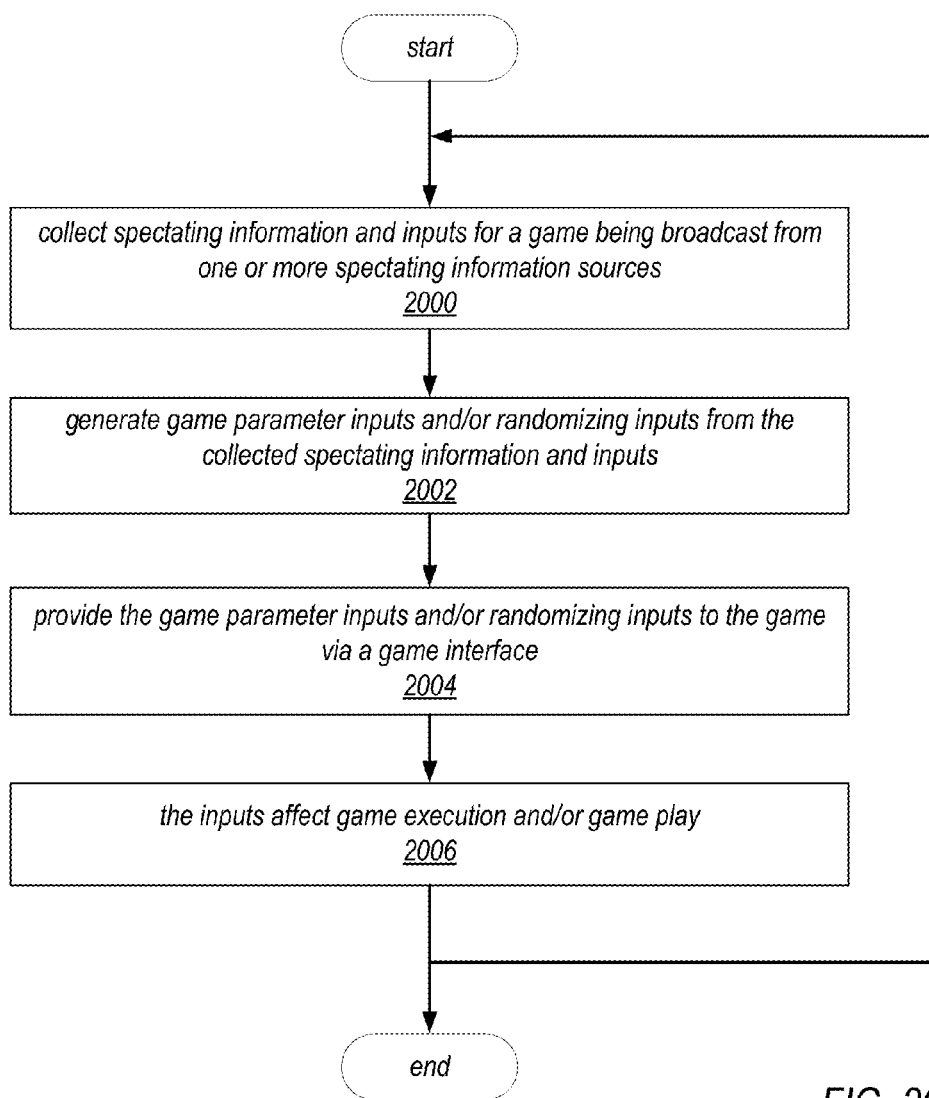 start
collect spectating information and inputs for a game being broadcast from
one or more spectating information sources
2000
generate game parameter inputs and/or randomizing inputs from the
collected spectating information and inputs
2002
provide the game parameter inputs and/or randomizing inputs to the game
via a game interface
2004
the inputs affect game execution and/or game play
2006
end
FIG.